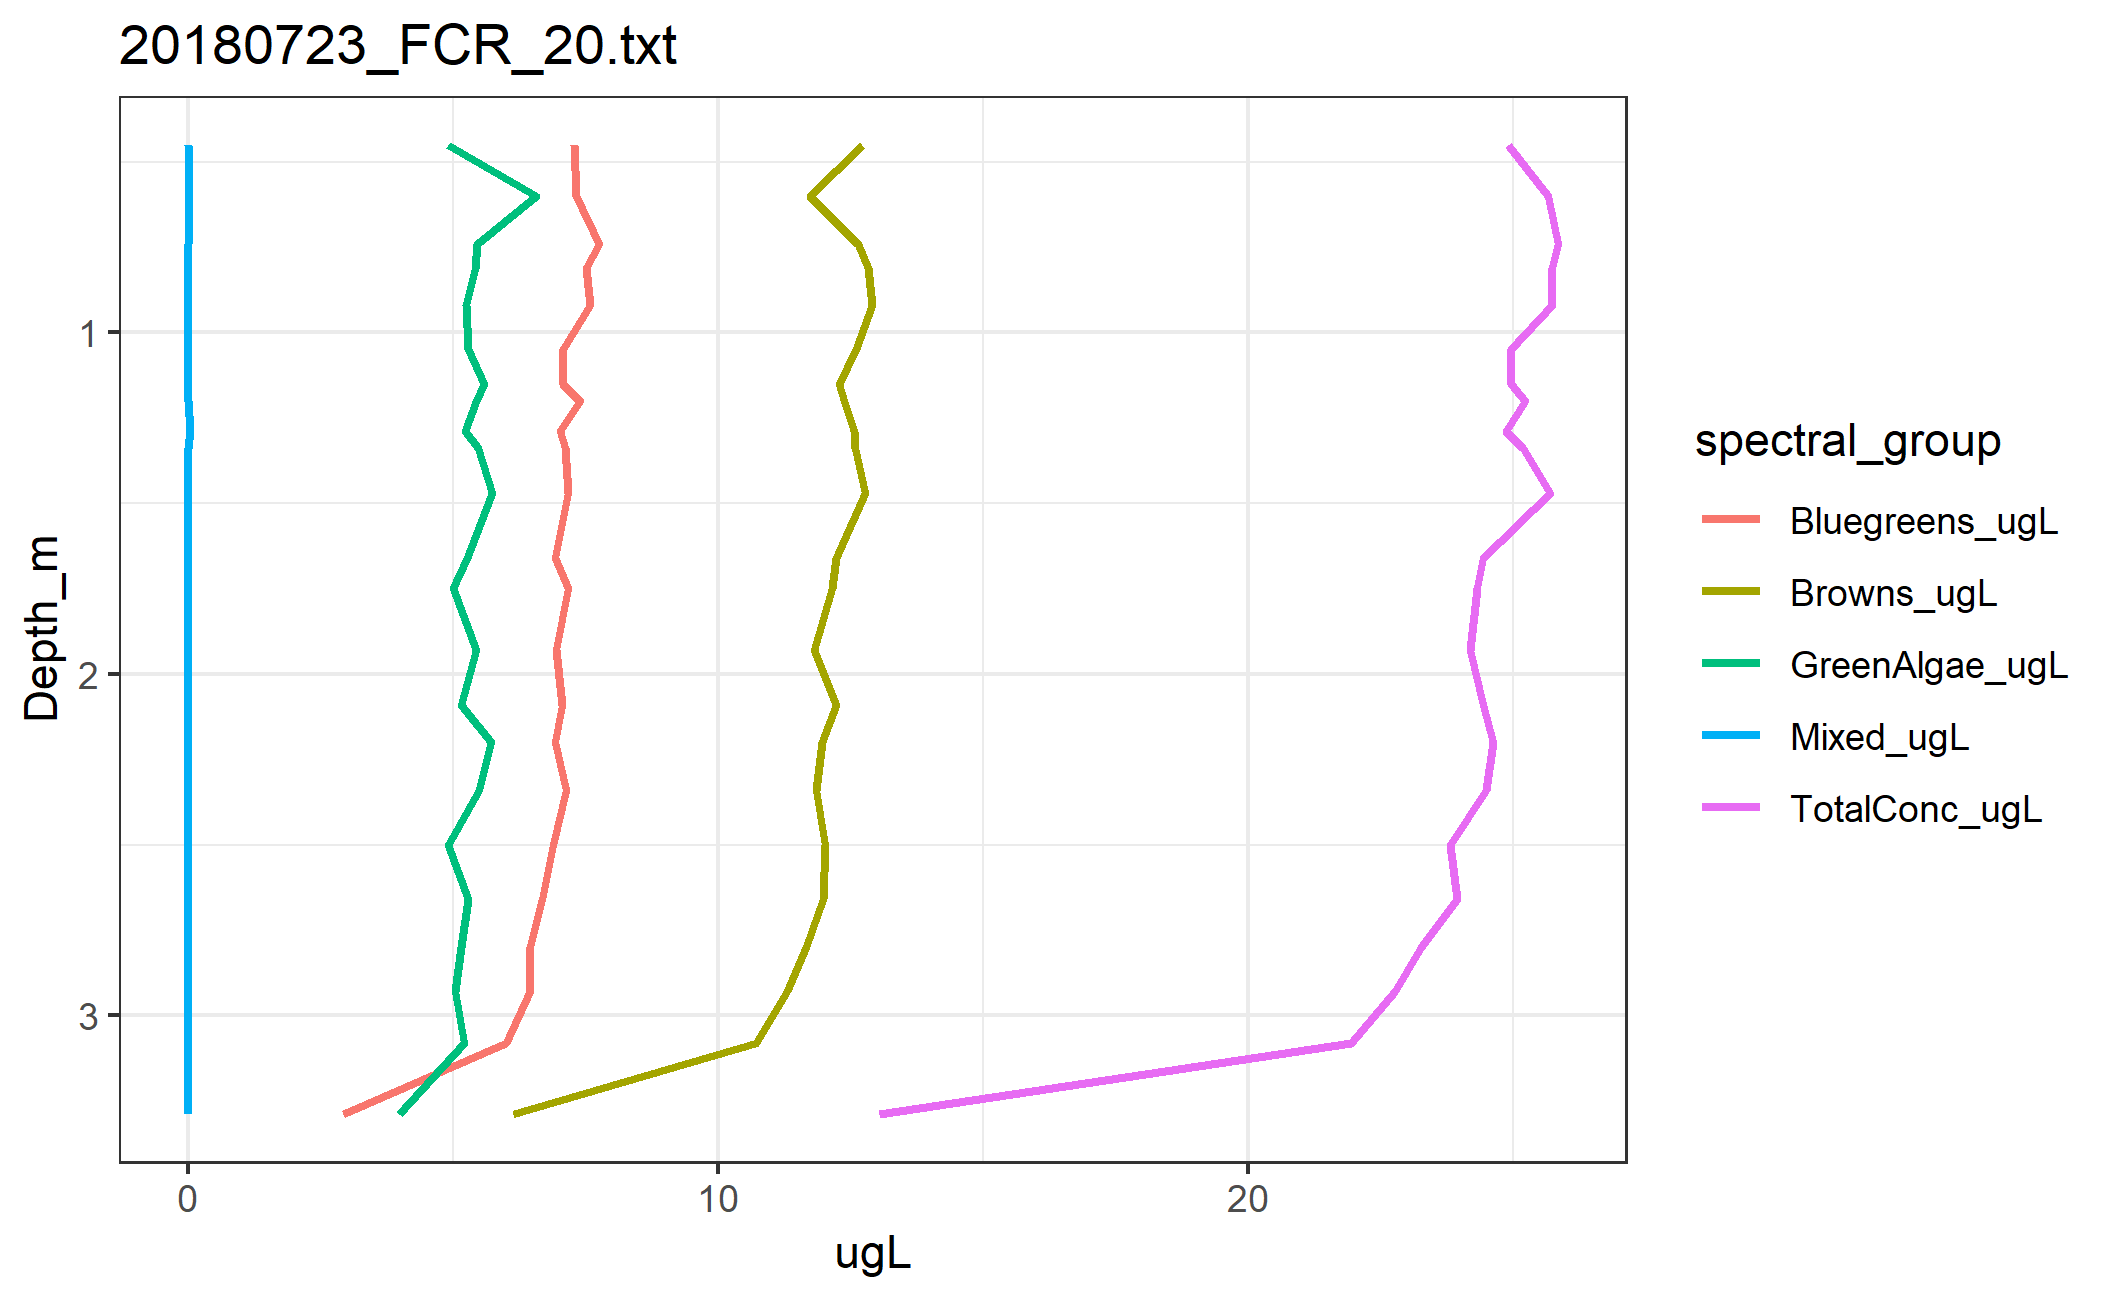 20180723_FCR_20.txt
Depth_m
1
2
3
0
10
20
ugL
spectral_group
Bluegreens_ugL
Browns_ugL
GreenAlgae_ugL
Mixed_ugL
TotalConc_ugL